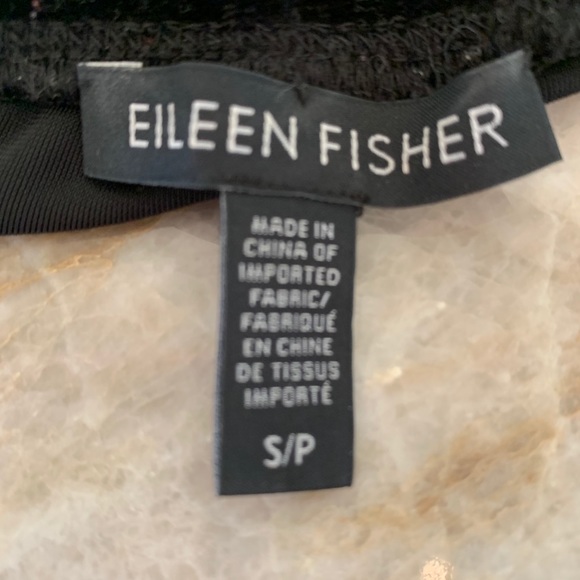 EILEEN FISHER
MADE IN
CHINA OF
IMPORTED
FABRIC/
FABRIQUÉ
EN CHINE
DE TISSUS
IMPORTÉ
S/P